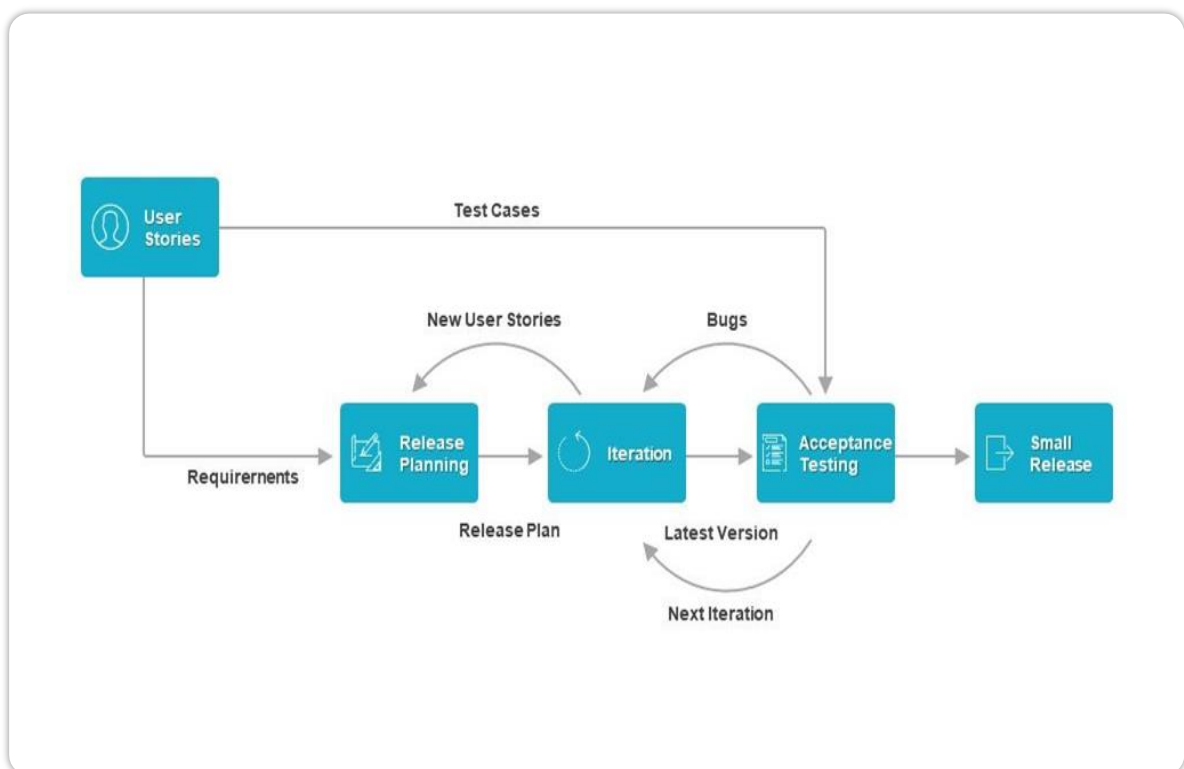 User
Stories
Test Cases
New User Stories
Bugs
Release
Planning
Iteration
Acceptance
Testing
Small
Release
Requirernents
Release Plan
Latest Version
Next Iteration